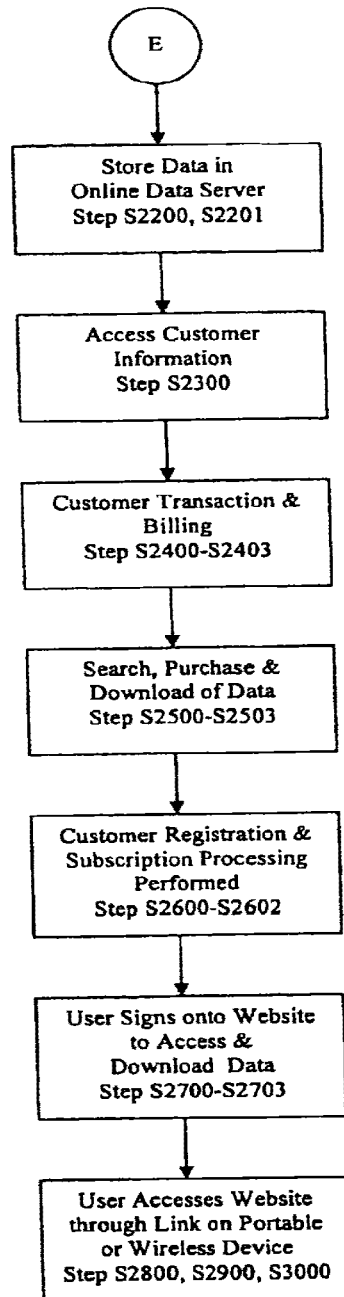 E
Store Data in
Online Data Server
Step S2200, S2201
Access Customer
Information
Step S2300
Customer Transaction &
Billing
Step S2400-S2403
Search, Purchase &
Download of Data
Step S2500-S2503
Customer Registration &
Subscription Processing
Performed
Step S2600-S2602
User Signs onto Website
to Access &
Download Data
Step S2700-S2703
User Accesses Website
through Link on Portable
or Wireless Device
Step S2800, S2900, S3000